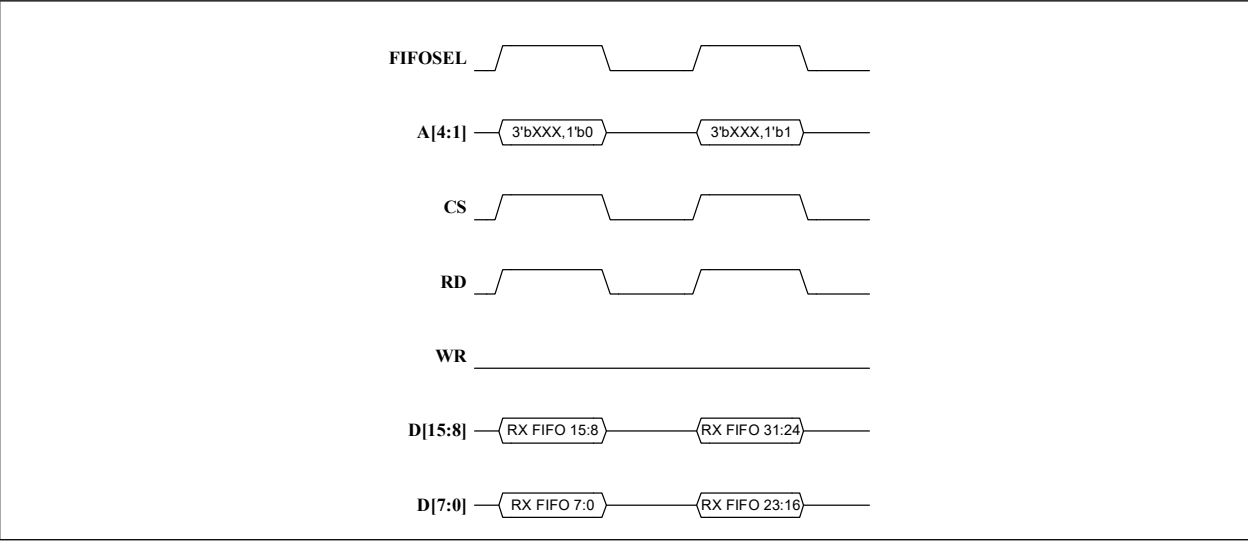 FIFOSEL
A[4:1] 3'bXXX,1'b0 3'bXXX,1'b1
CS
RD
WR
D[15:8] RX FIFO 15:8 RX FIFO 31:24
D[7:0] RX FIFO 7:0 RX FIFO 23:16